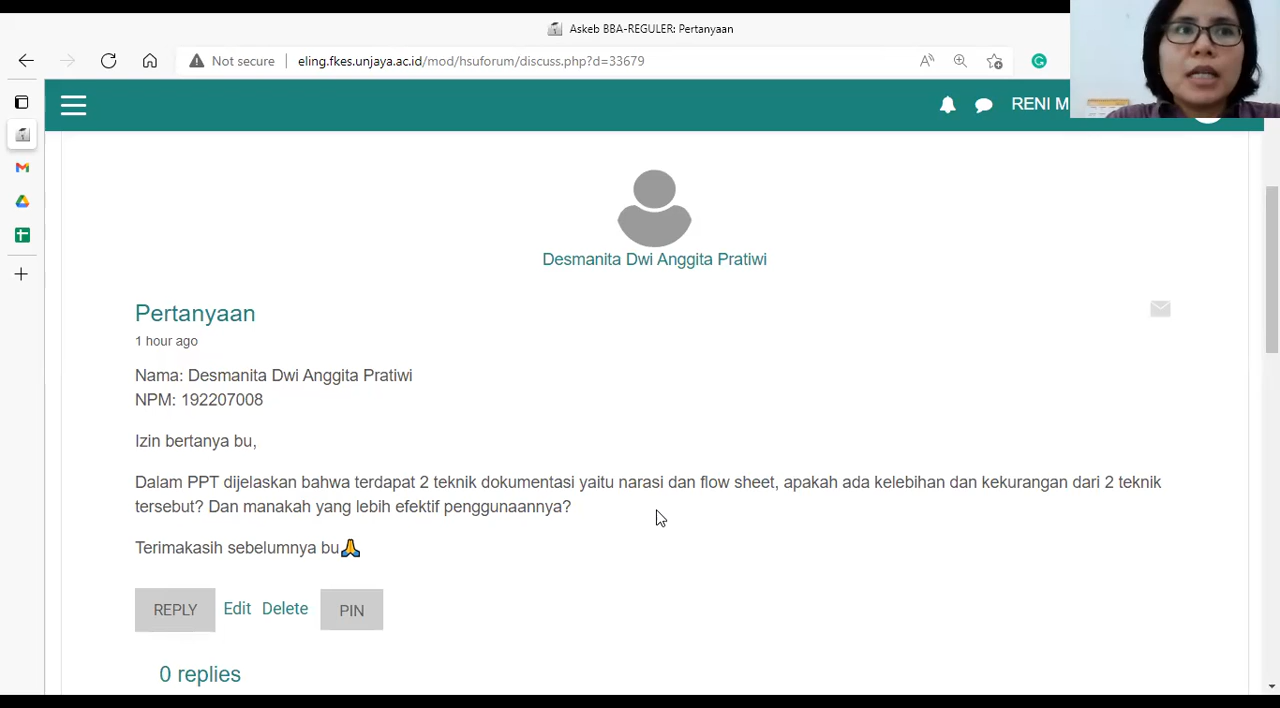 Askeb BBA-REGULER: Pertanyaan
Not secure | eling.fkes.unjaya.ac.id/mod/hsuforum/discuss.php?d=33679
RENI M
Desmanita Dwi Anggita Pratiwi
Pertanyaan
1 hour ago
Nama: Desmanita Dwi Anggita Pratiwi
NPM: 192207008
Izin bertanya bu,
Dalam PPT dijelaskan bahwa terdapat 2 teknik dokumentasi yaitu narasi dan flow sheet, apakah ada kelebihan dan kekurangan dari 2 teknik
tersebut? Dan manakah yang lebih efektif penggunaannya?
Terimakasih sebelumnya bu🙏
REPLY Edit Delete PIN
0 replies